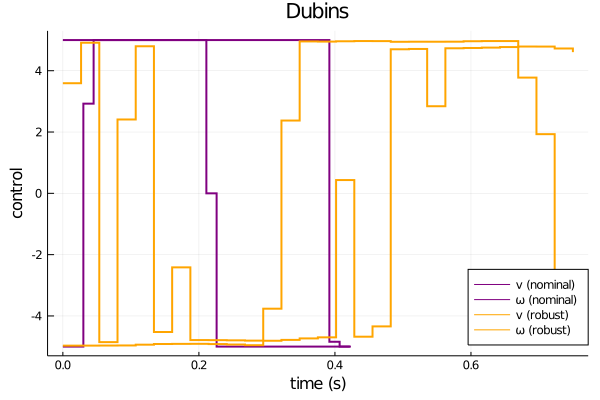 Dubins
control
4
2
0
-2
-4
0.0
0.2
0.4
0.6
time (s)
v (nominal)
ω (nominal)
v (robust)
ω (robust)